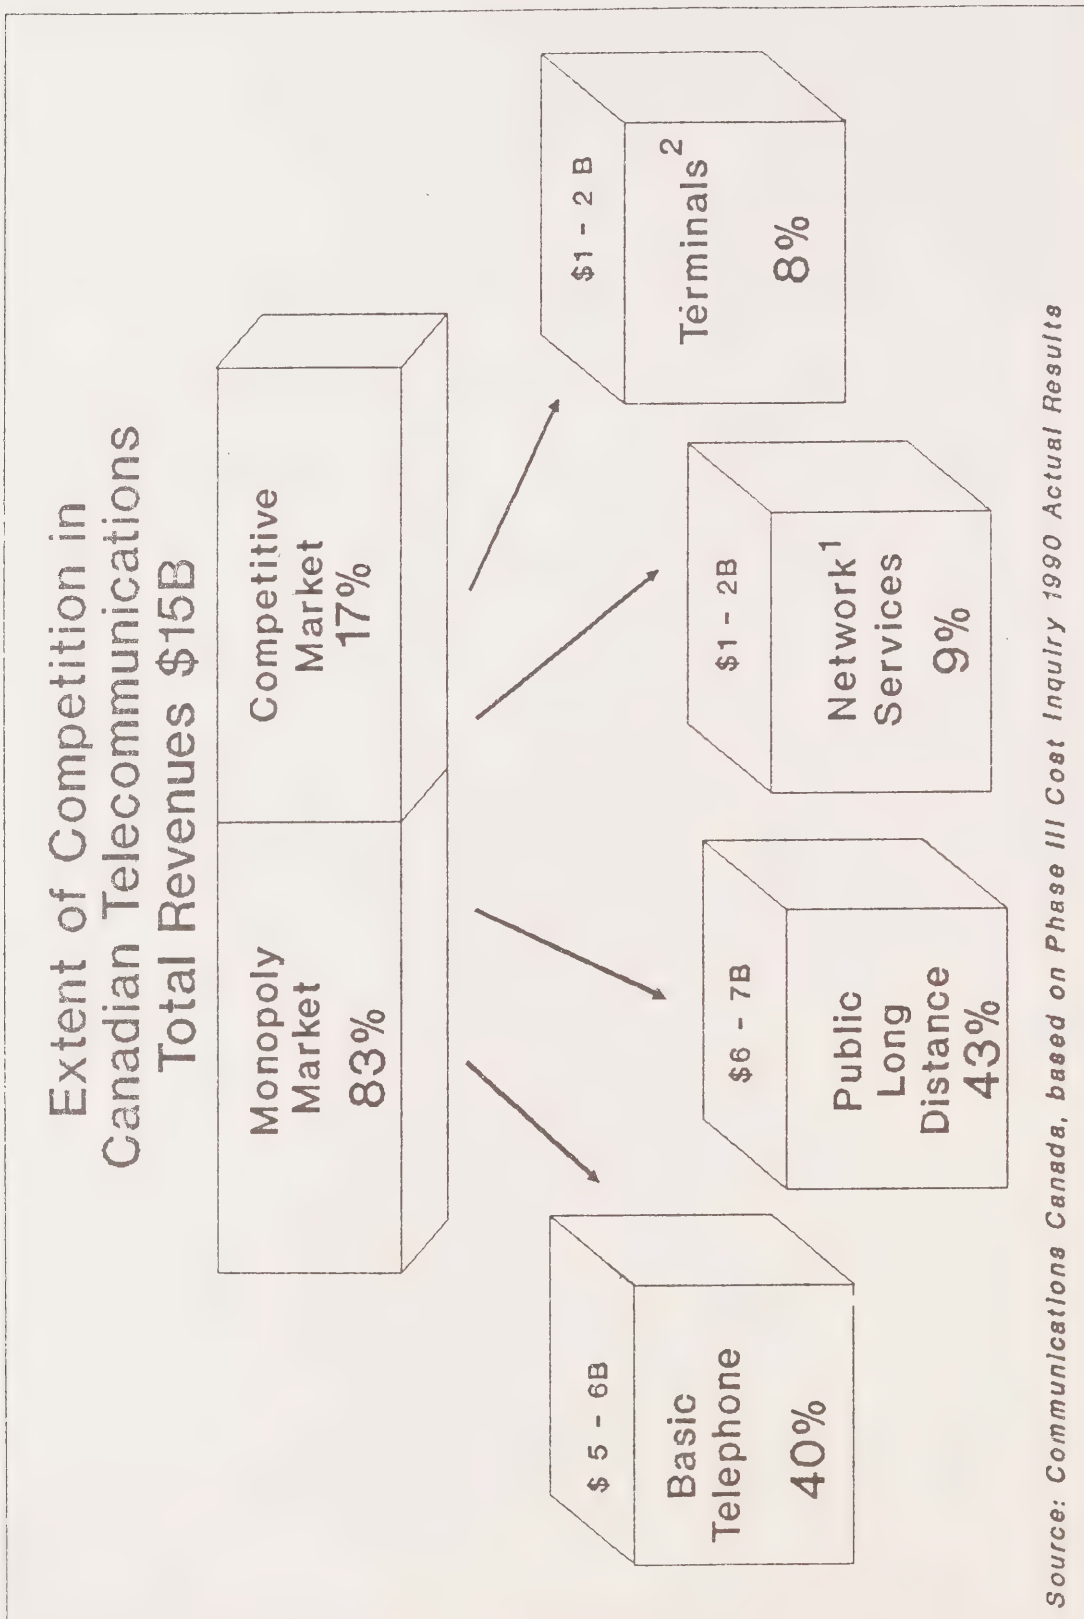 Extent of Competition in
Canadian Telecommunications
Total Revenues $15B
Monopoly
Market
83%
Competitive
Market
17%
$ 5 - 6B
Basic
Telephone
40%
$6 - 7B
Public
Long
Distance
43%
$1 - 2B
Network¹
Services
9%
$1 - 2 B
Terminals²
8%
Source: Communications Canada, based on Phase III Cost Inquiry 1990 Actual Results